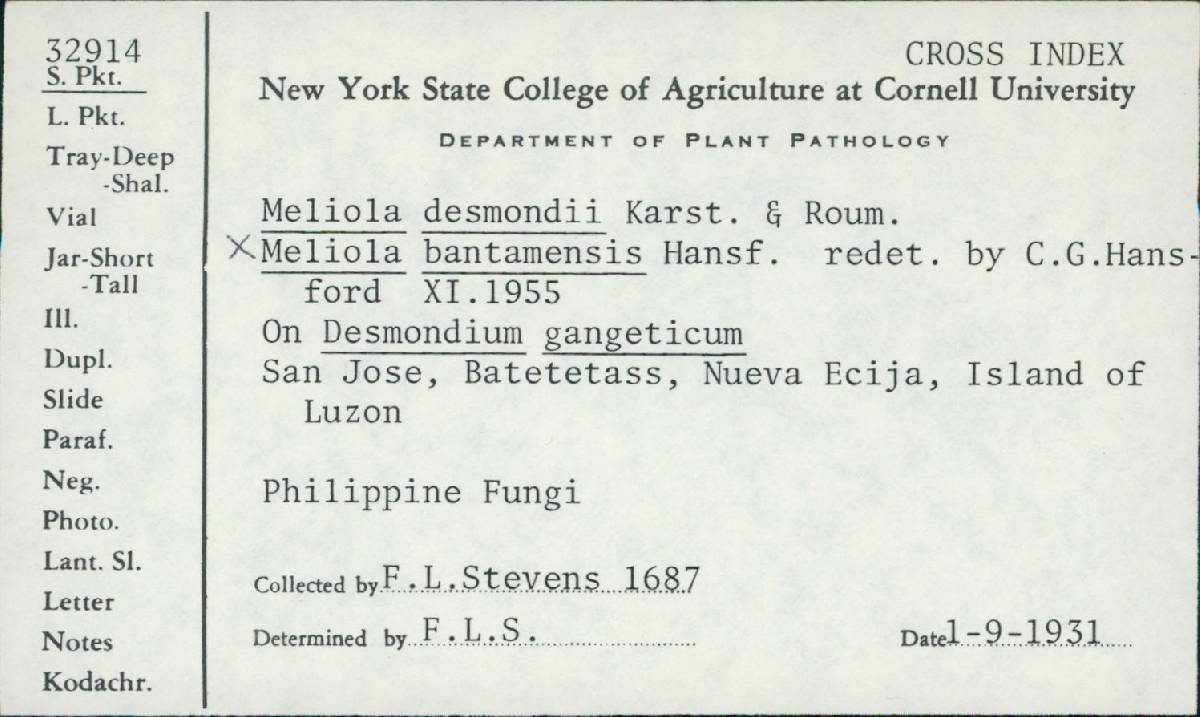 32914
S. Pkt.
L. Pkt.
Tray-Deep
-Shal.
Vial
Jar-Short
-Tall
Ill.
Dupl.
Slide
Paraf.
Neg.
Photo.
Lant. Sl.
Letter
Notes
Kodachr.
CROSS INDEX
New York State College of Agriculture at Cornell University
DEPARTMENT OF PLANT PATHOLOGY
Meliola desmondii Karst. & Roum.
X Meliola bantamensis Hansf. redet. by C.G.Hans-
ford XI.1955
On Desmondium gangeticum
San Jose, Batetetass, Nueva Ecija, Island of
Luzon
Philippine Fungi
Collected by F.L.Stevens 1687
Determined by F.L.S.
Date 1-9-1931